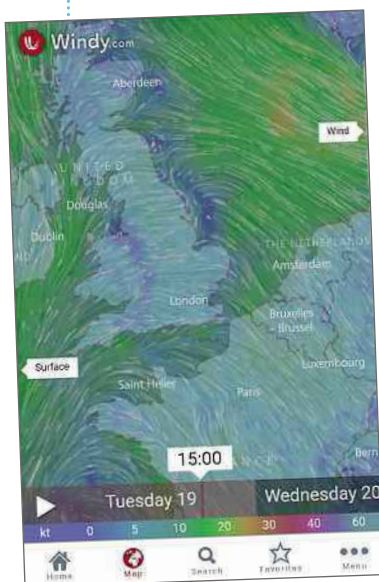 Windy.com
Aberdeen
Wind
UNITED
Douglas
Dublin
THE NETHERLANDS
Amsterdam
London
Bruxelles
- Brussel
Surface
Luxembourg
Saint Helier
Paris
15:00
Bern
Tuesday 19
Wednesday 20
kt 0 5 10 20 30 40 60
Home Map Search Favorites Menu